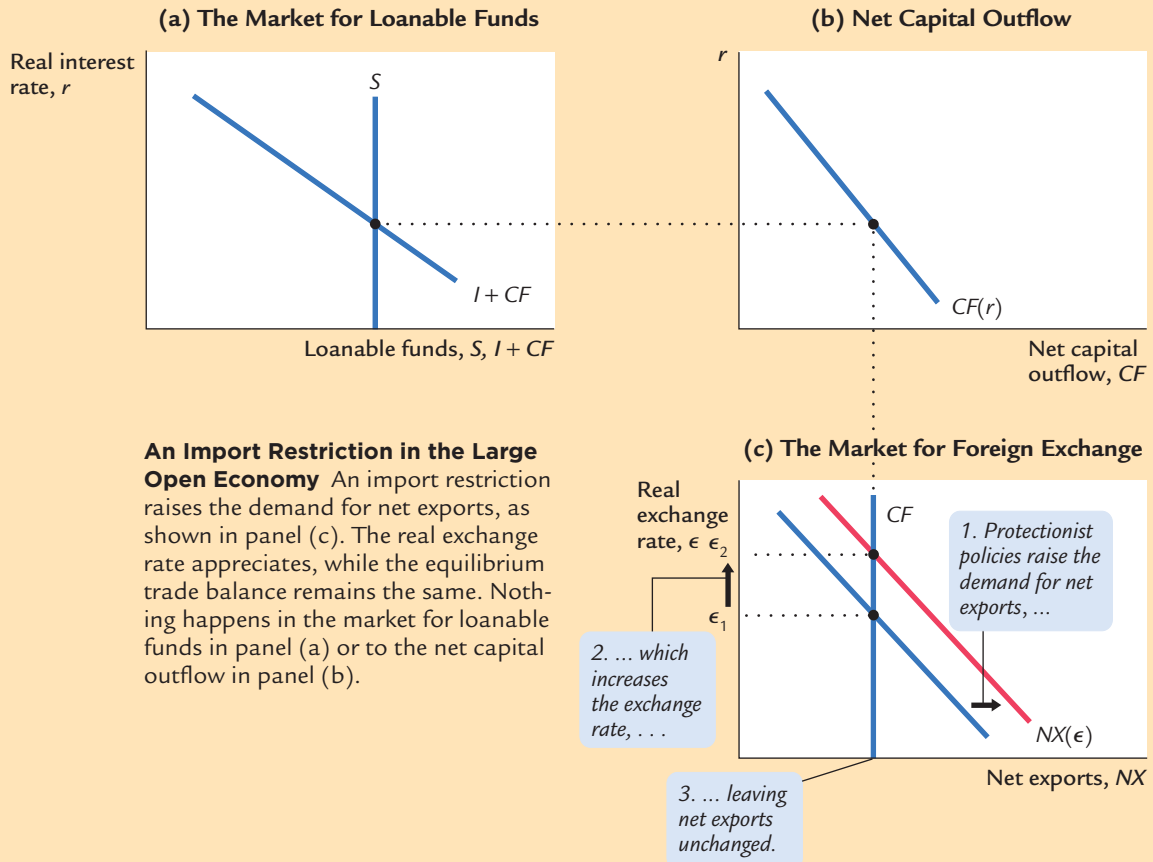 (a) The Market for Loanable Funds
Real interest
rate, r
S
I + CF
Loanable funds, S, I + CF
(b) Net Capital Outflow
r
CF(r)
Net capital
outflow, CF
An Import Restriction in the Large
Open Economy An import restriction
raises the demand for net exports, as
shown in panel (c). The real exchange
rate appreciates, while the equilibrium
trade balance remains the same. Noth-
ing happens in the market for loanable
funds in panel (a) or to the net capital
outflow in panel (b).
(c) The Market for Foreign Exchange
Real
exchange
rate, ϵ ϵ₂
ϵ₁
CF
1. Protectionist
policies raise the
demand for net
exports, ...
2. ... which
increases
the exchange
rate, . . .
NX(ϵ)
Net exports, NX
3. ... leaving
net exports
unchanged.